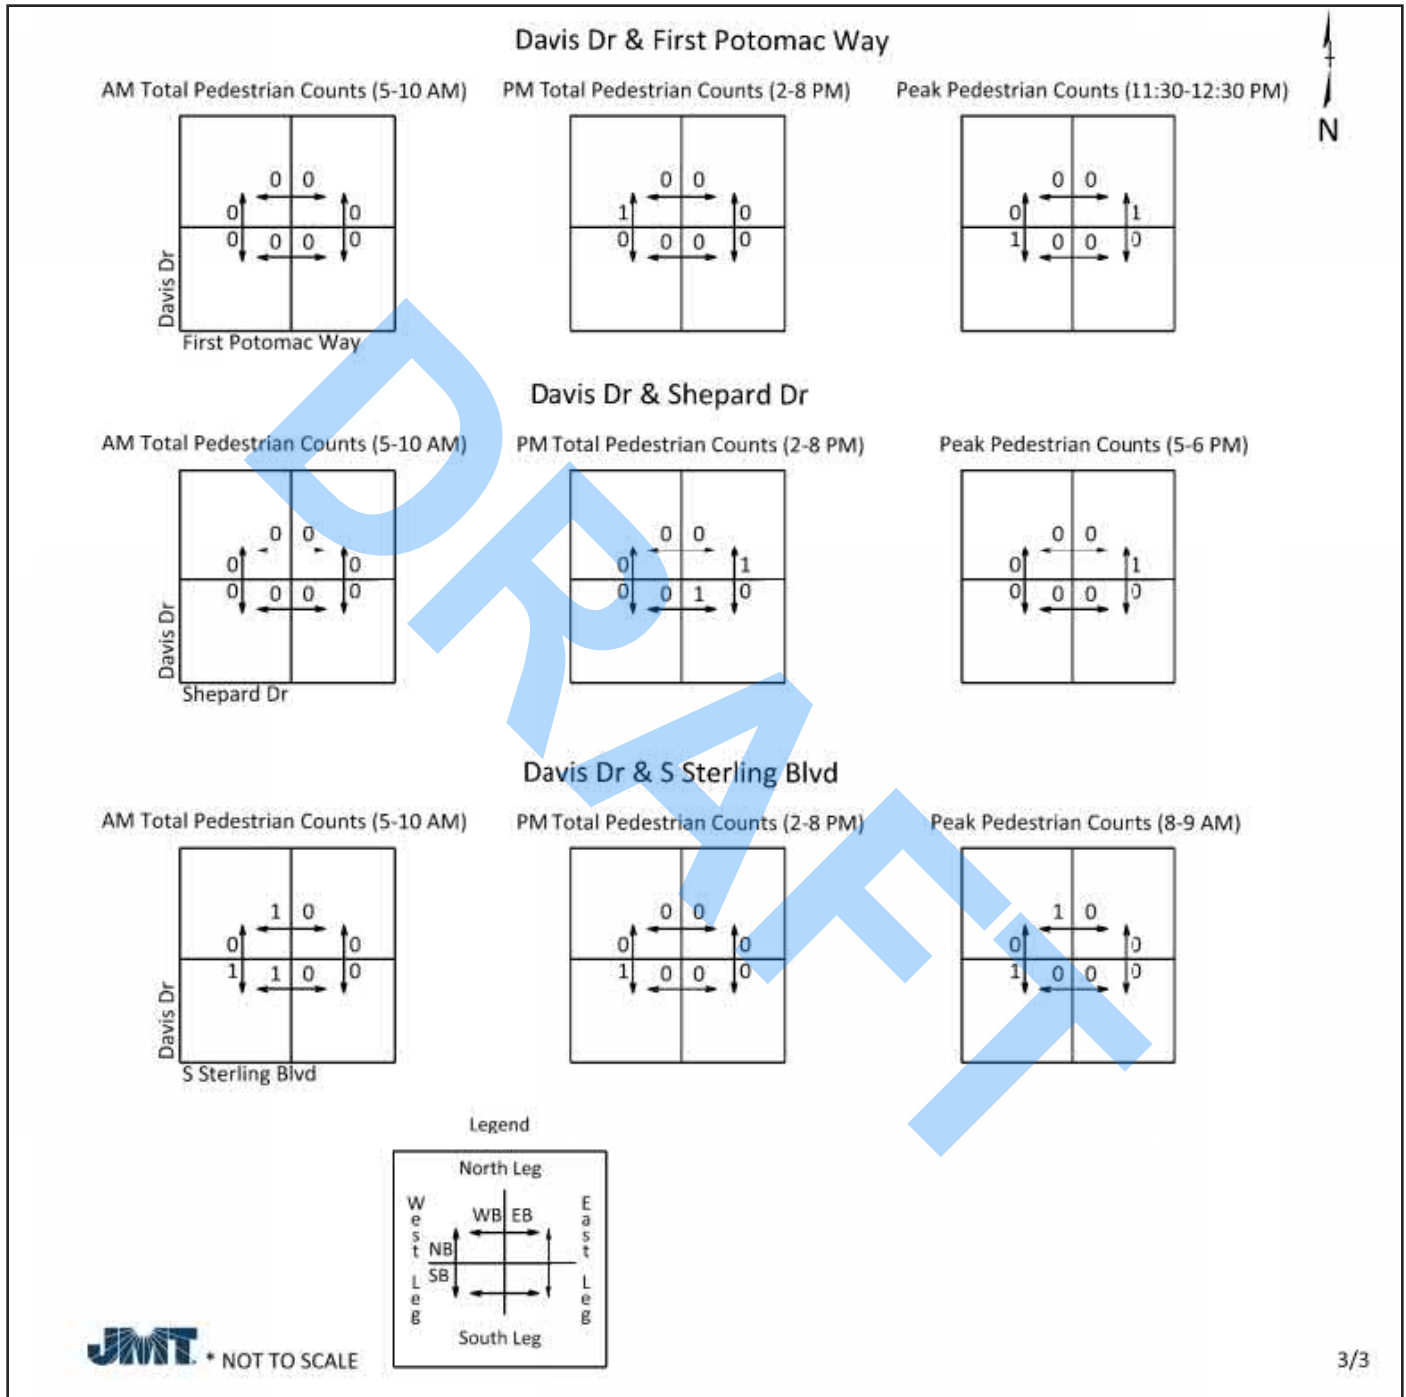 Davis Dr & First Potomac Way
N
AM Total Pedestrian Counts (5-10 AM)
PM Total Pedestrian Counts (2-8 PM)
Peak Pedestrian Counts (11:30-12:30 PM)
0 0
0 0
0 0 0 0
Davis Dr
First Potomac Way
0 0
1 0
0 0 0 0
0 0
0 1
1 0 0 0
Davis Dr & Shepard Dr
AM Total Pedestrian Counts (5-10 AM)
PM Total Pedestrian Counts (2-8 PM)
Peak Pedestrian Counts (5-6 PM)
0 0
0 0
0 0 0 0
Davis Dr
Shepard Dr
0 0
0 1
0 0 1 0
0 0
0 1
0 0 0 0
Davis Dr & S Sterling Blvd
AM Total Pedestrian Counts (5-10 AM)
PM Total Pedestrian Counts (2-8 PM)
Peak Pedestrian Counts (8-9 AM)
1 0
0 0
1 1 0 0
Davis Dr
S Sterling Blvd
0 0
0 0
1 0 0 0
1 0
0 0
1 0 0 0
DRAFT
Legend
North Leg
West Leg
WB EB
NB
SB
East Leg
South Leg
JMT
* NOT TO SCALE
3/3